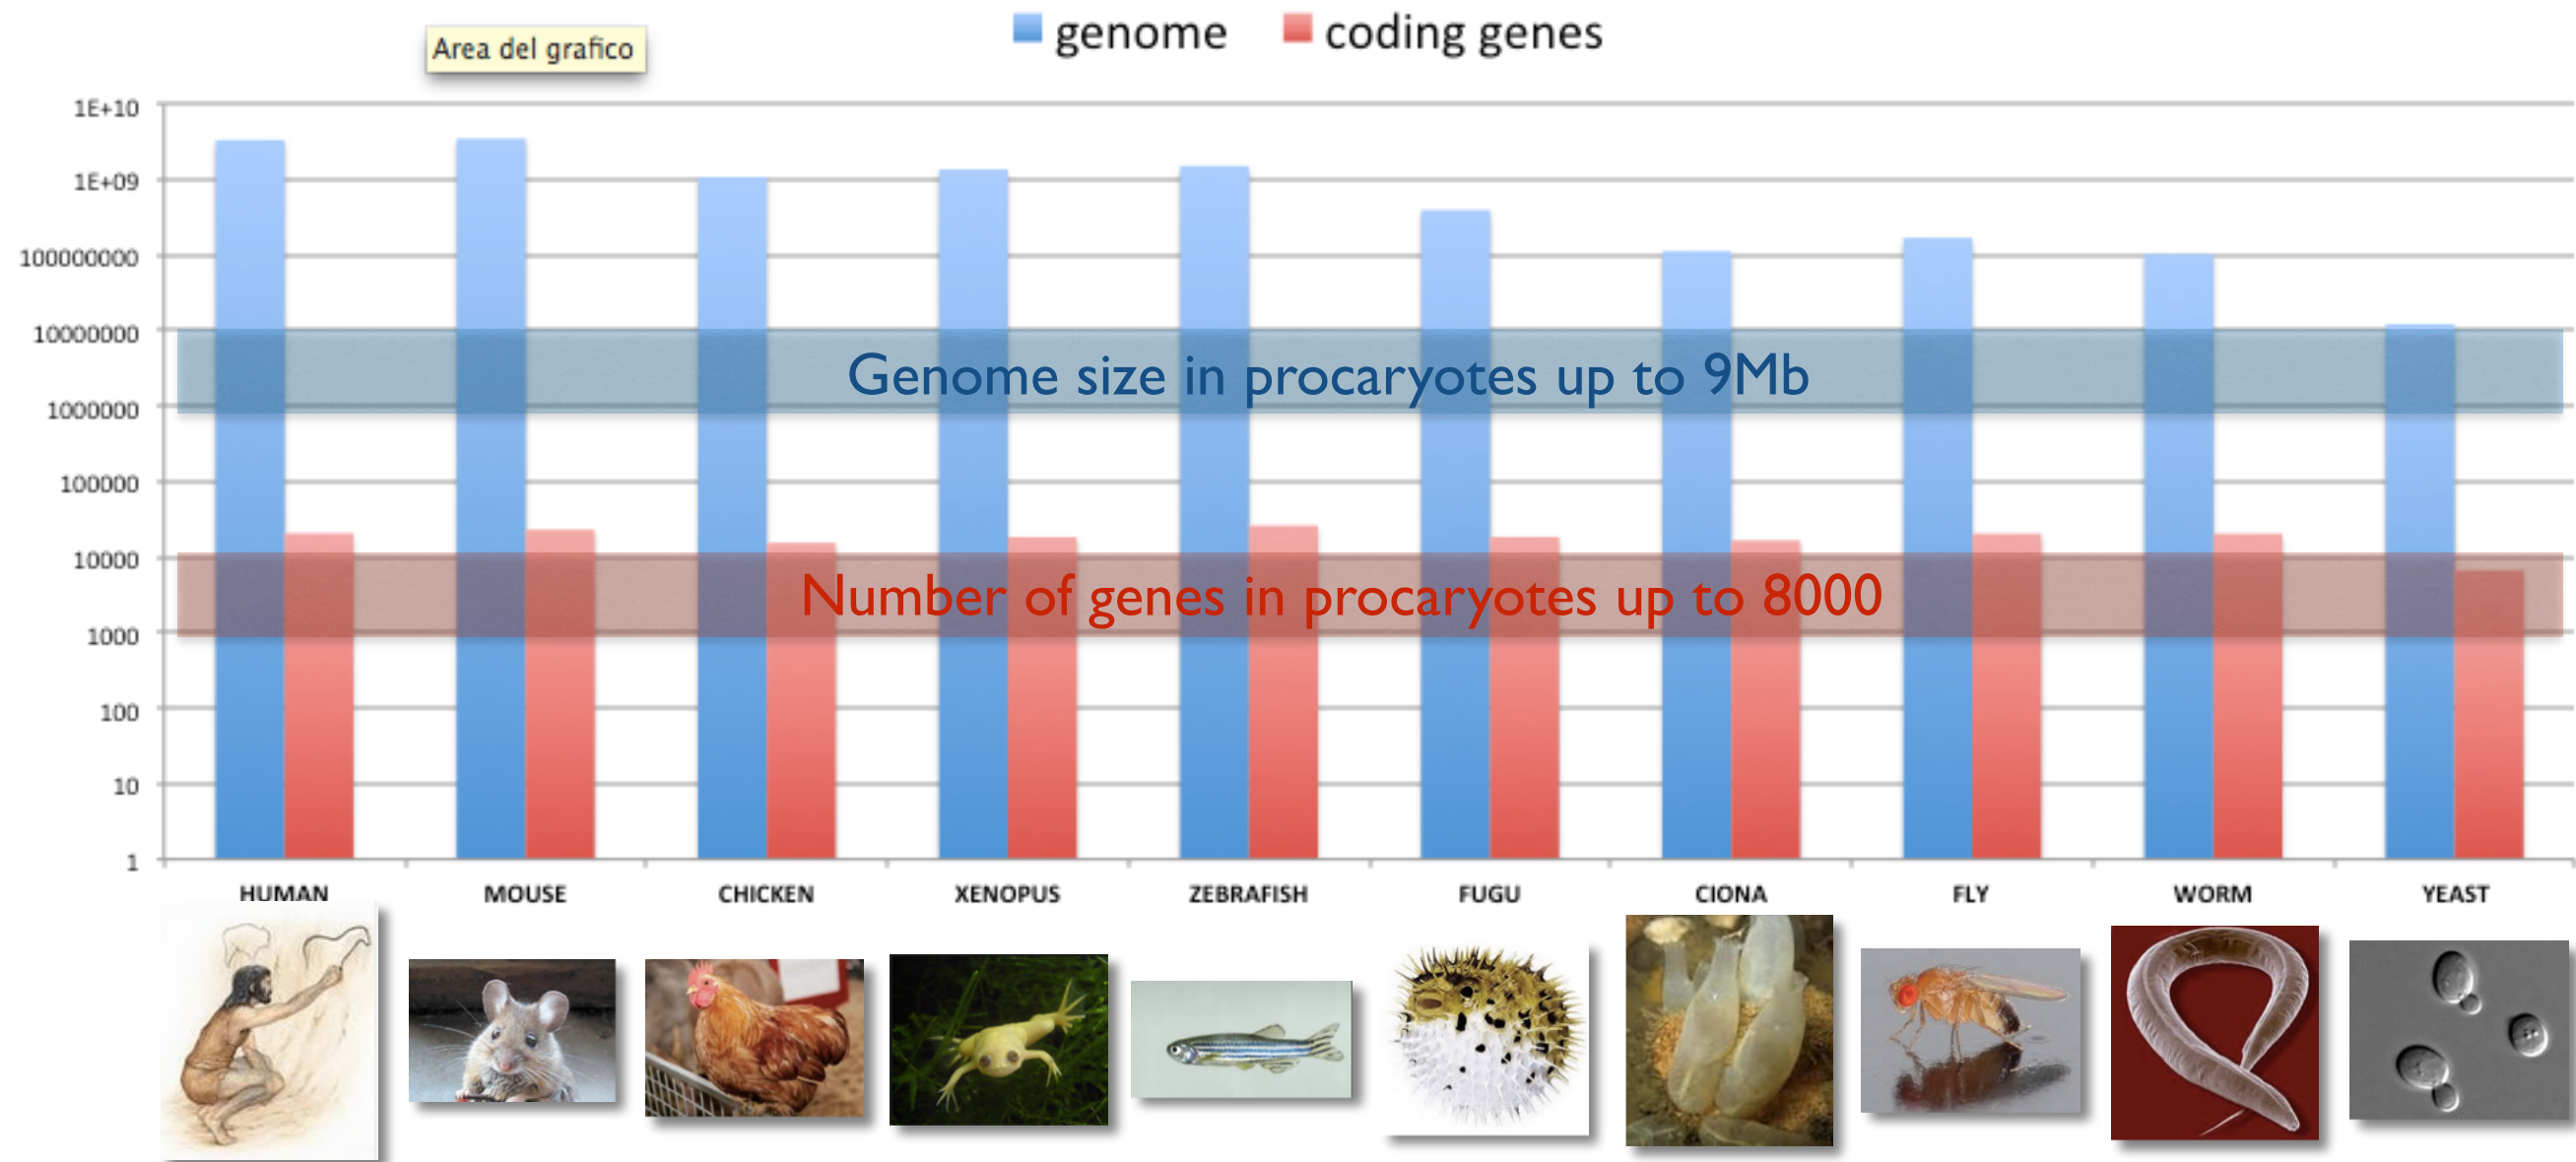 Area del grafico
genome coding genes
1E+10
1E+09
100000000
10000000
1000000
100000
10000
1000
100
10
1
Genome size in procaryotes up to 9Mb
Number of genes in procaryotes up to 8000
HUMAN MOUSE CHICKEN XENOPUS ZEBRAFISH FUGU CIONA FLY WORM YEAST